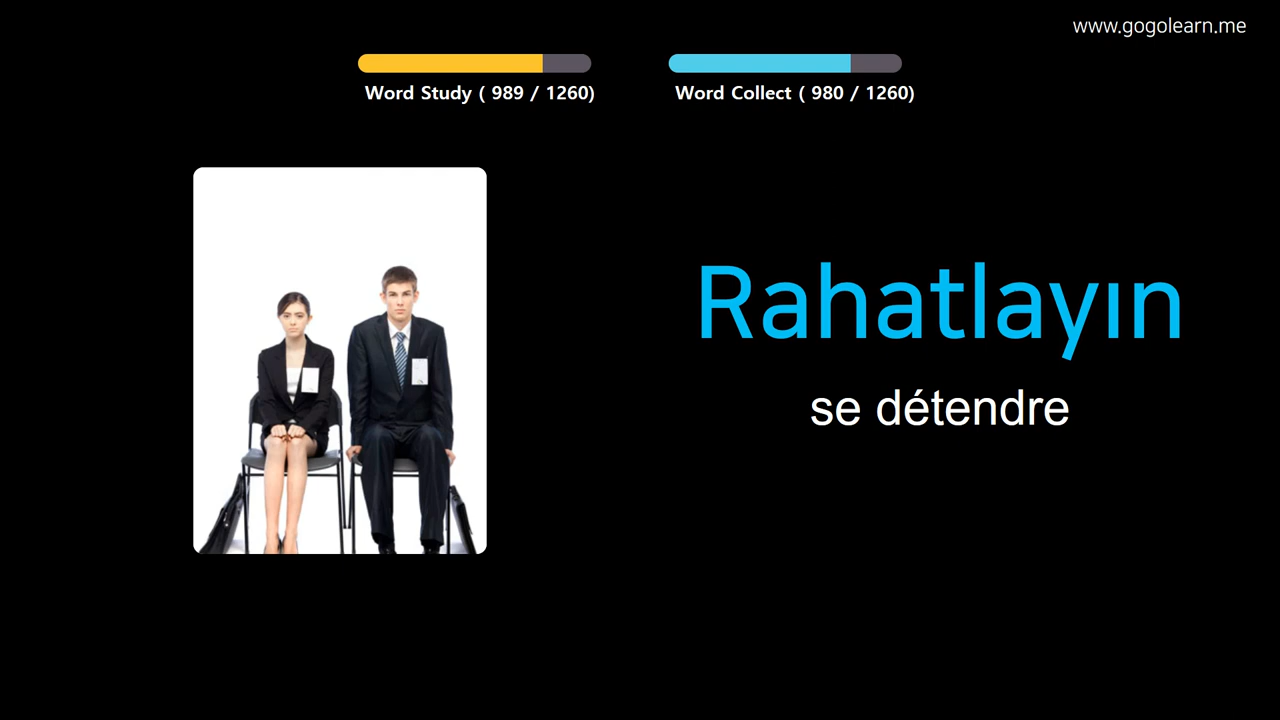 www.gogolearn.me
Word Study ( 989 / 1260)
Word Collect ( 980 / 1260)
Rahatlayın
se détendre